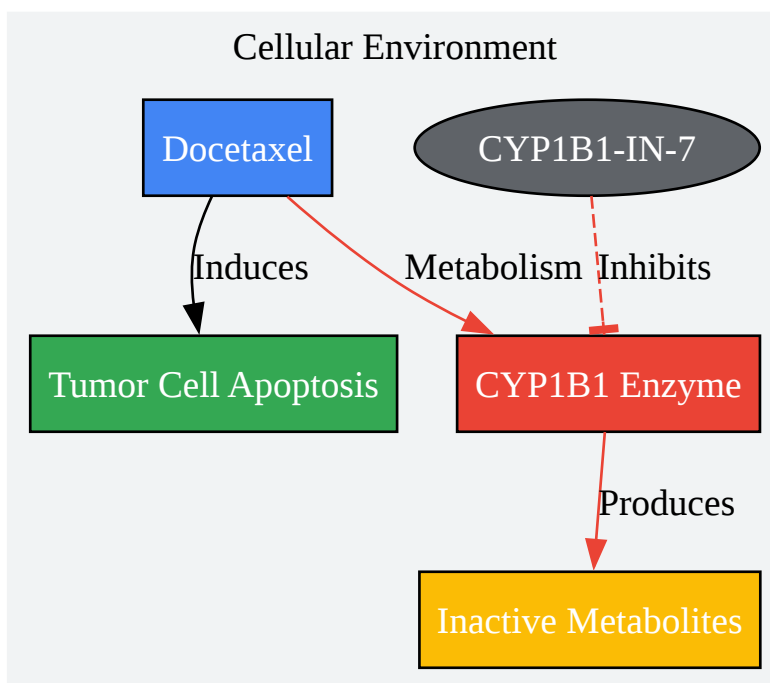 Cellular Environment
Docetaxel
CYP1B1-IN-7
Induces
Metabolism
Inhibits
Tumor Cell Apoptosis
CYP1B1 Enzyme
Produces
Inactive Metabolites